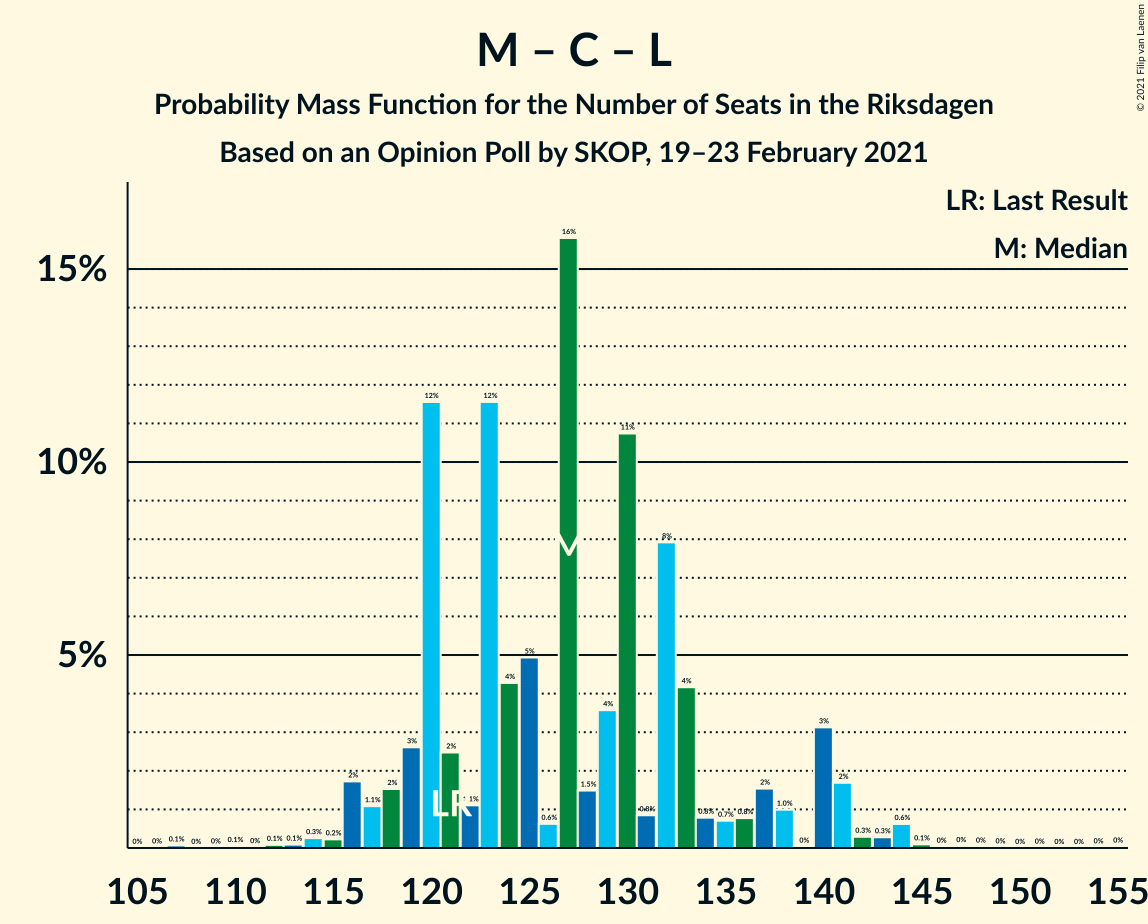 © 2021 Filip van Laenen
M – C – L
Probability Mass Function for the Number of Seats in the Riksdagen
Based on an Opinion Poll by SKOP, 19–23 February 2021
LR: Last Result
M: Median
15%
10%
5%
0% 0% 0.1% 0% 0% 0.1% 0% 0.1% 0.1% 0.3% 0.2% 2% 1.1% 2% 3% 12% 2% 1.1% 12% 4% 5% 0.6% 16% 1.5% 4% 11% 0.8% 8% 4% 0.8% 0.7% 0.8% 2% 1.0% 0% 3% 2% 0.3% 0.3% 0.6% 0.1% 0% 0% 0% 0% 0% 0% 0% 0% 0% 0%
M
LR
105 110 115 120 125 130 135 140 145 150 155